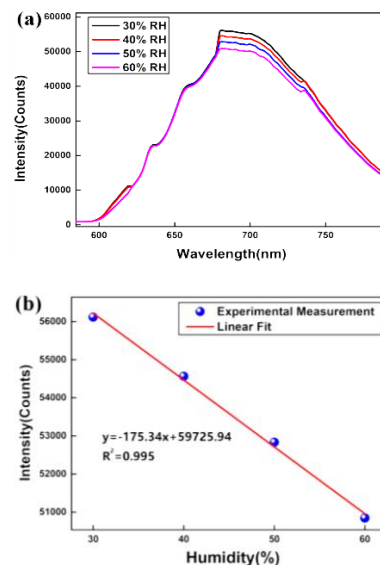 (a)
30% RH
40% RH
50% RH
60% RH
60000
50000
40000
30000
20000
10000
0
Intensity(Counts)
600
650
700
750
Wavelength(nm)
(b)
Experimental Measurement
Linear Fit
56000
55000
54000
53000
52000
51000
Intensity(Counts)
y=-175.34x+59725.94
R²=0.995
30
40
50
60
Humidity(%)